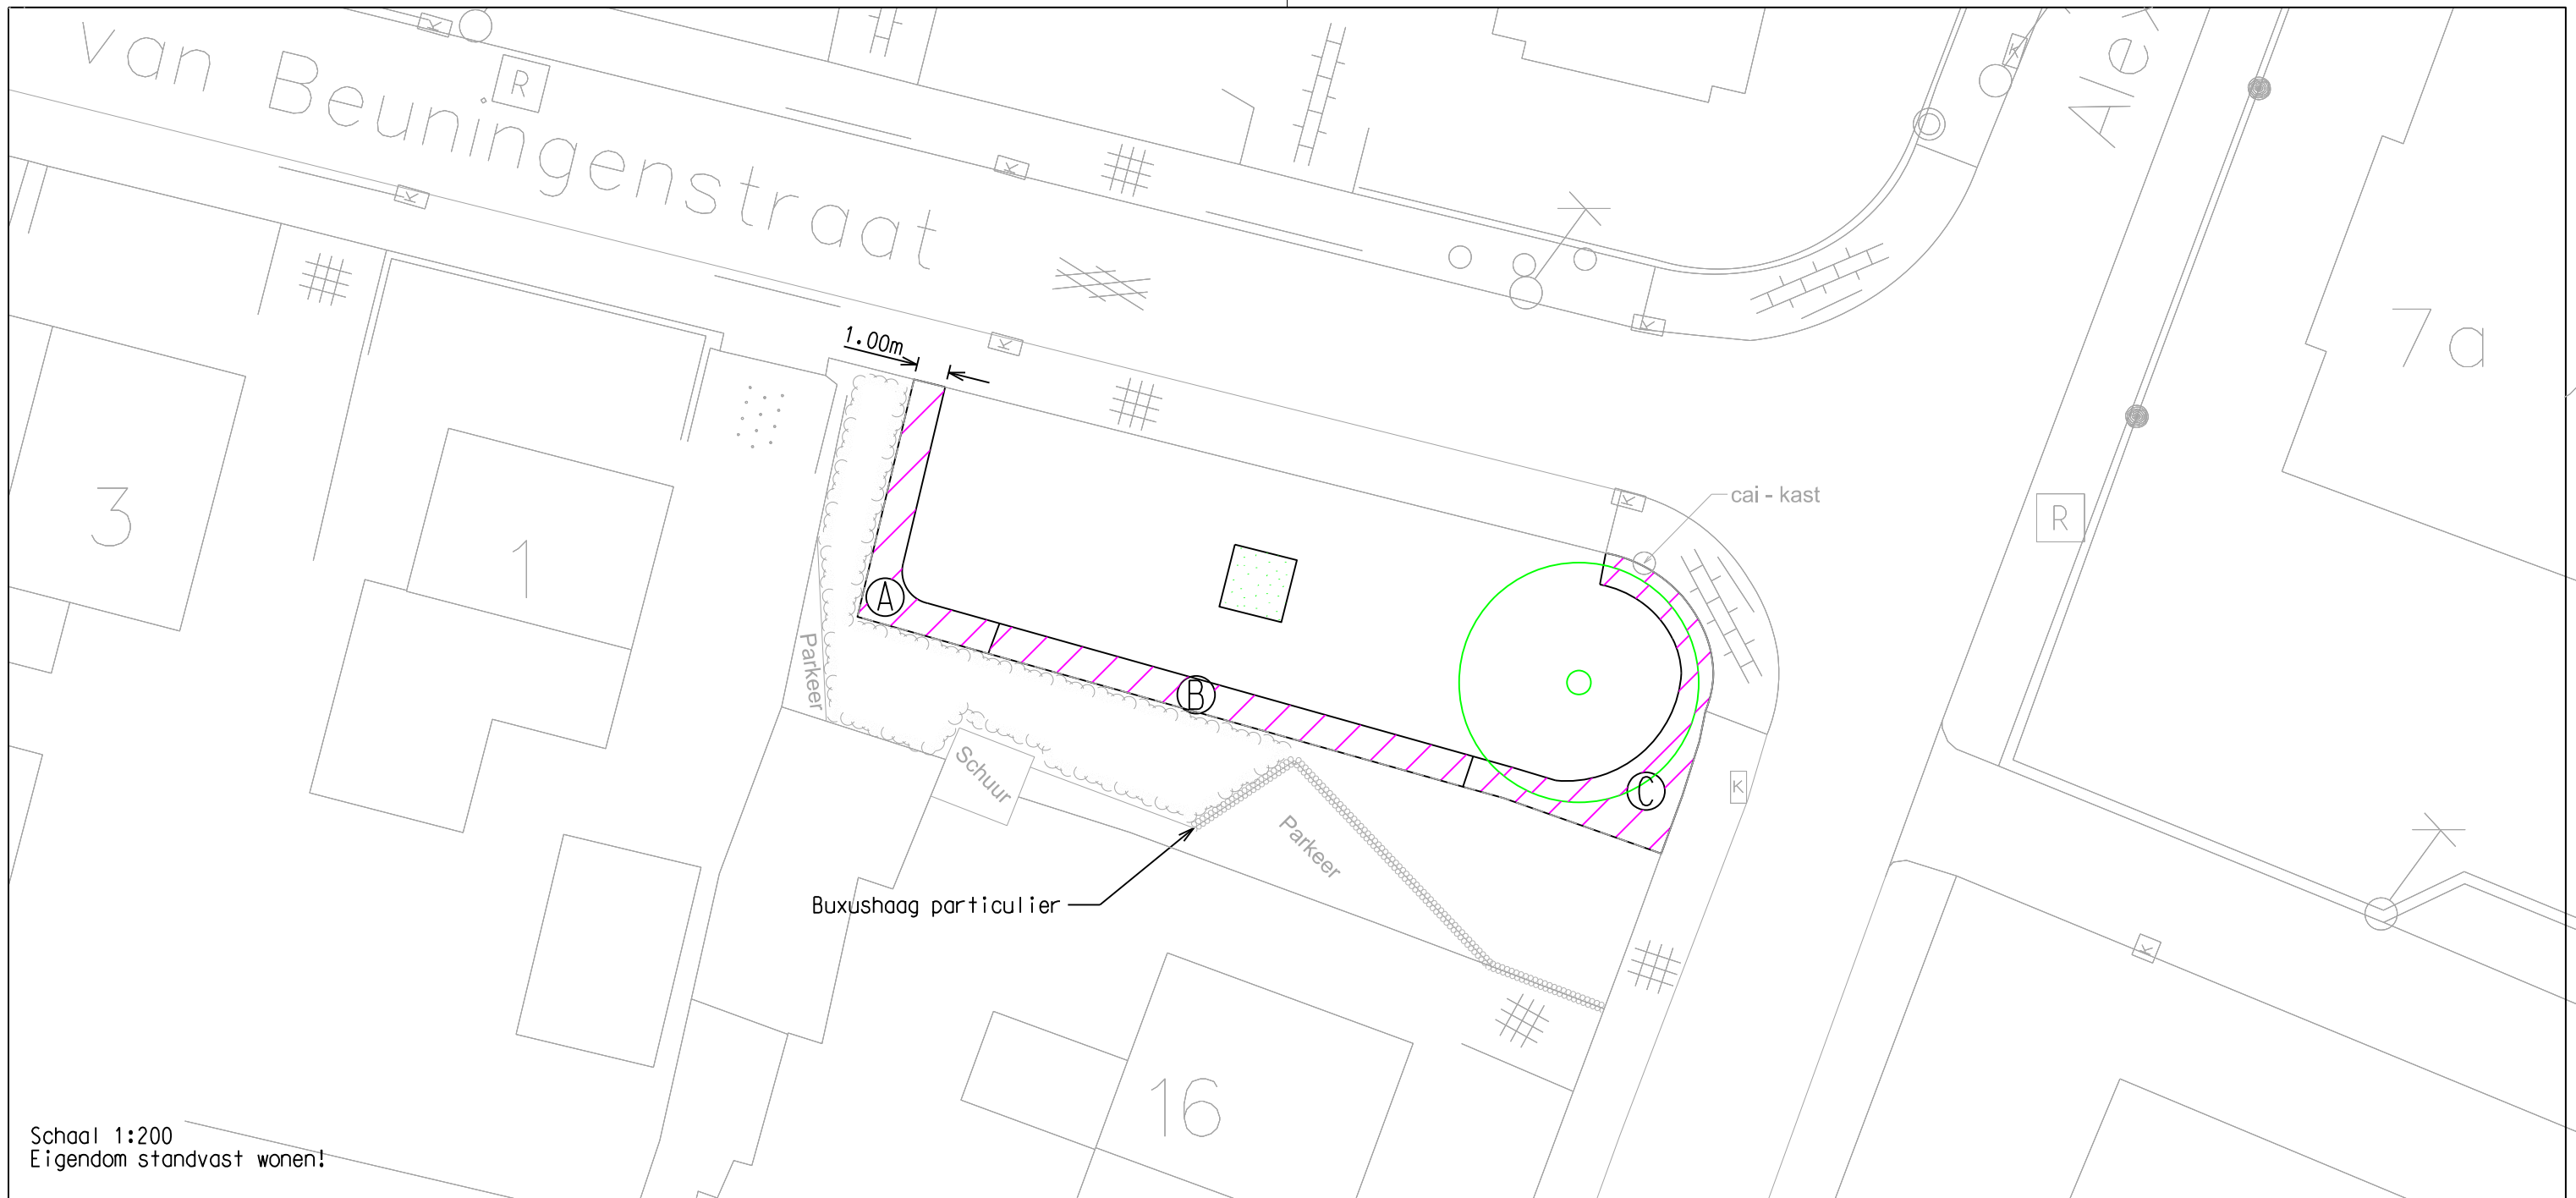 van Beuningenstraat
Alex
K
R
K
K
K
K
K
K
K
K
K
R
1.00m
cai - kast
3
1
7a
A
B
C
Parkeer
Schuur
Parkeer
Buxushaag particulier
16
Schaal 1:200
Eigendom standvast wonen!